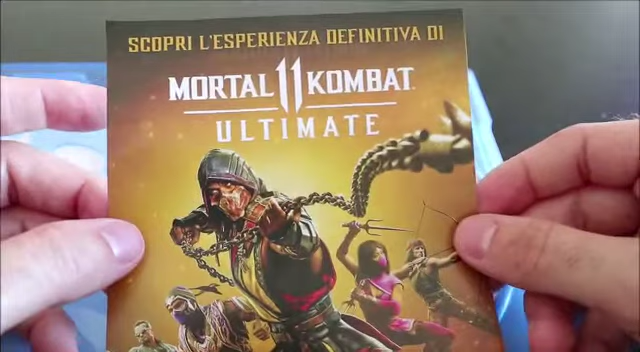 SCOPRI L'ESPERIENZA DEFINITIVA DI
MORTAL 11 KOMBAT
ULTIMATE